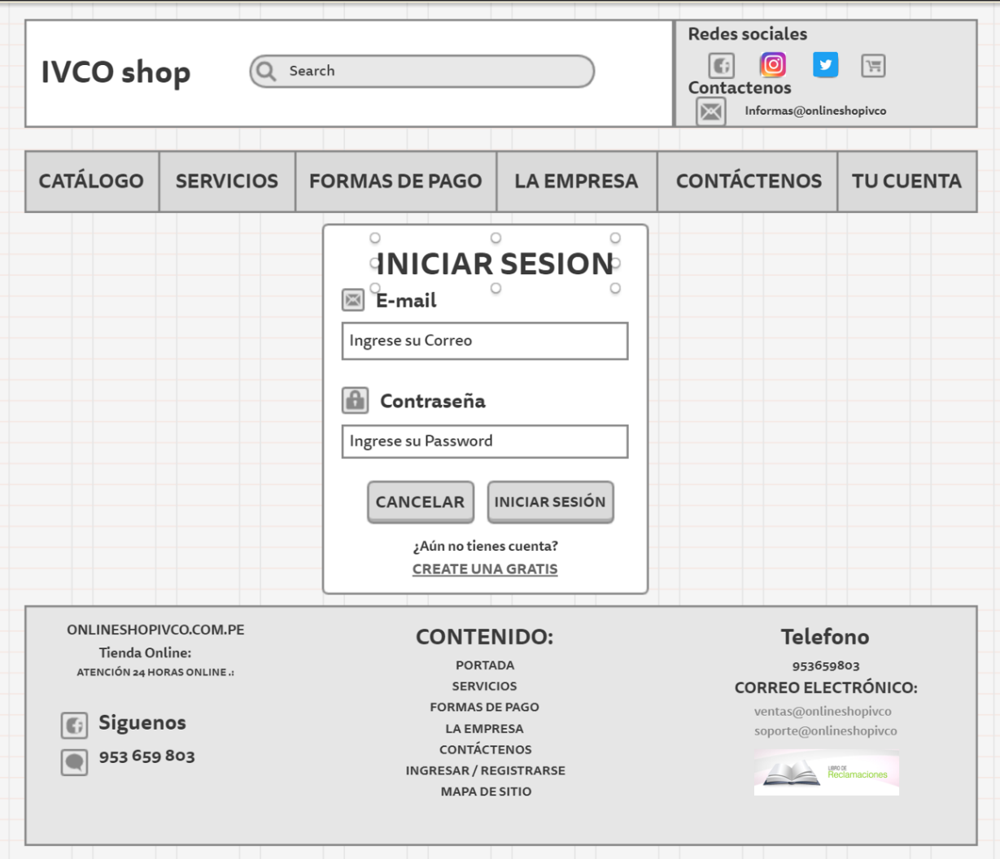 IVCO shop
Search
Redes sociales
Contactenos
Informas@onlineshopivco
CATÁLOGO
SERVICIOS
FORMAS DE PAGO
LA EMPRESA
CONTÁCTENOS
TU CUENTA
INICIAR SESION
E-mail
Ingrese su Correo
Contraseña
Ingrese su Password
CANCELAR
INICIAR SESIÓN
¿Aún no tienes cuenta?
CREATE UNA GRATIS
ONLINESHOPIVCO.COM.PE
Tienda Online:
ATENCIÓN 24 HORAS ONLINE .:
Siguenos
953 659 803
CONTENIDO:
PORTADA
SERVICIOS
FORMAS DE PAGO
LA EMPRESA
CONTÁCTENOS
INGRESAR / REGISTRARSE
MAPA DE SITIO
Telefono
953659803
CORREO ELECTRÓNICO:
ventas@onlineshopivco
soporte@onlineshopivco
LIBRO DE
Reclamaciones